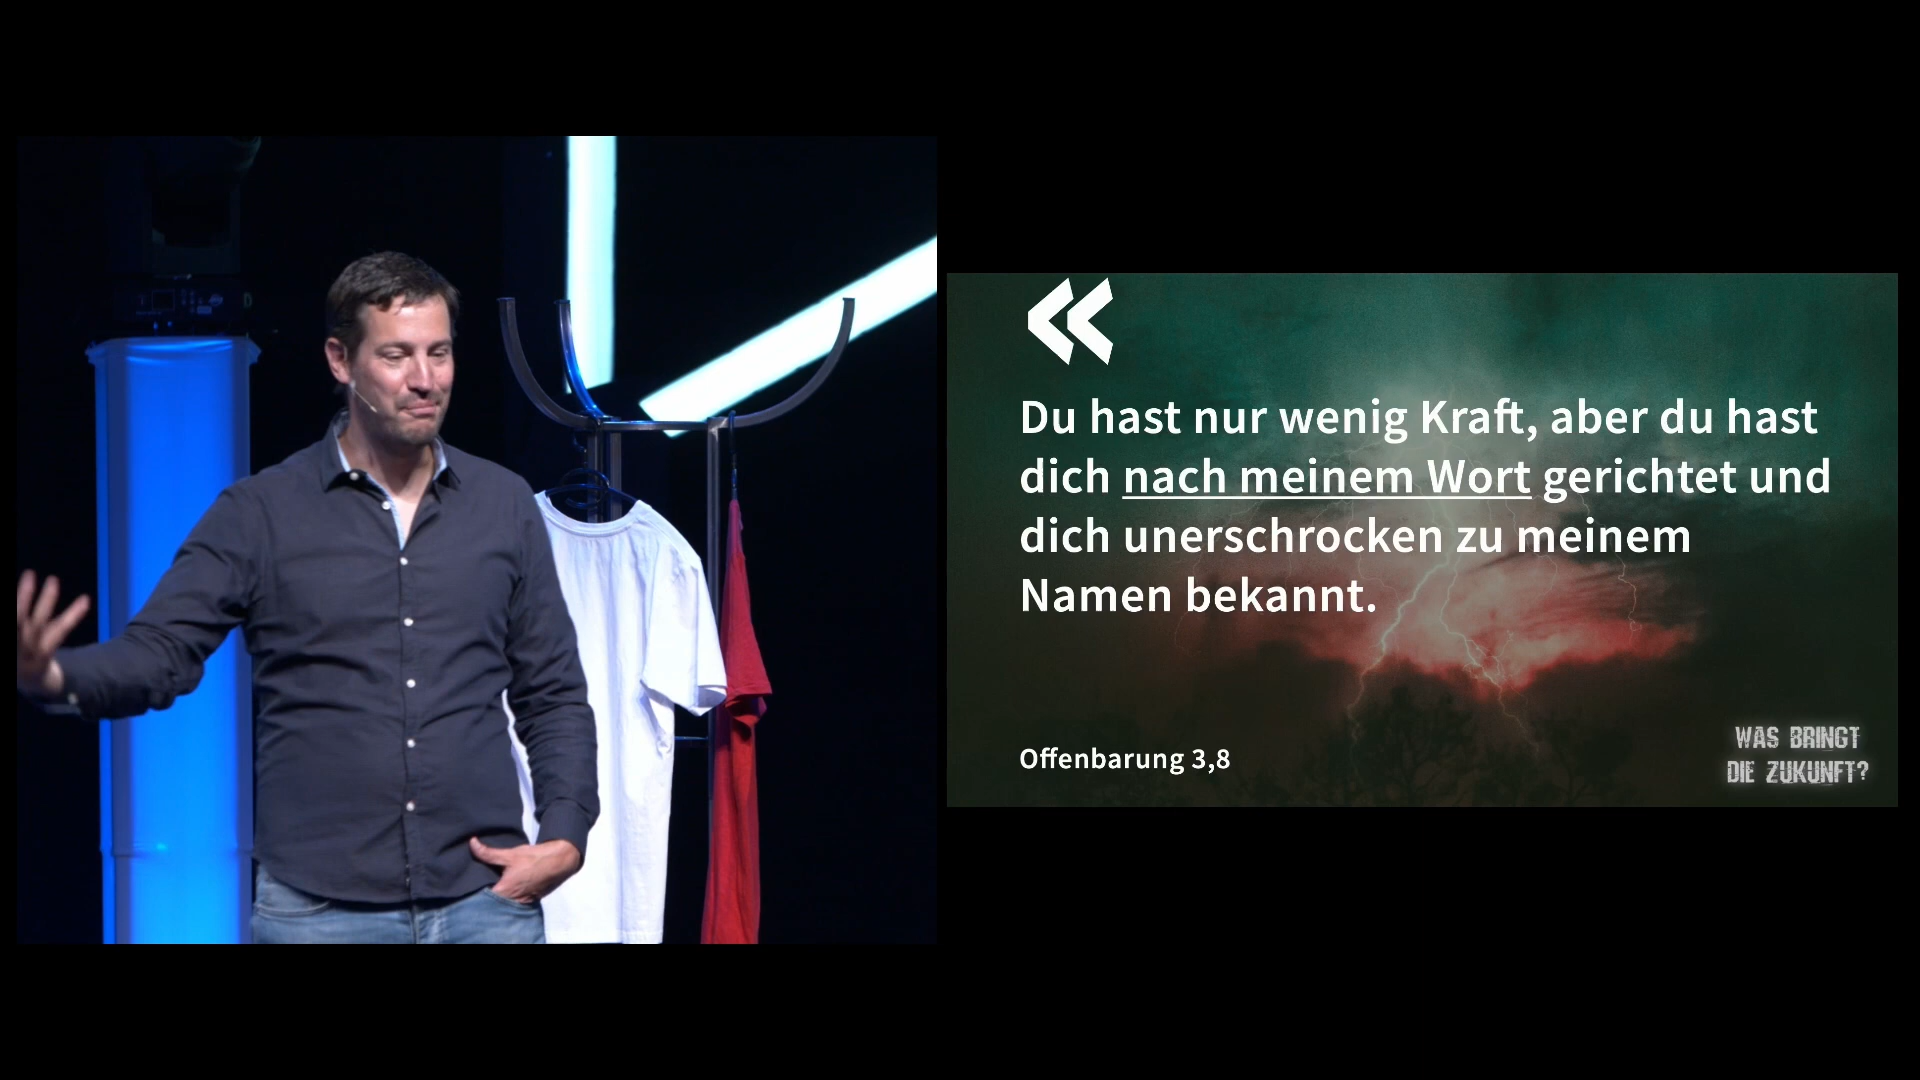 «
Du hast nur wenig Kraft, aber du hast
dich nach meinem Wort gerichtet und
dich unerschrocken zu meinem
Namen bekannt.
Offenbarung 3,8
WAS BRINGT
DIE ZUKUNFT?